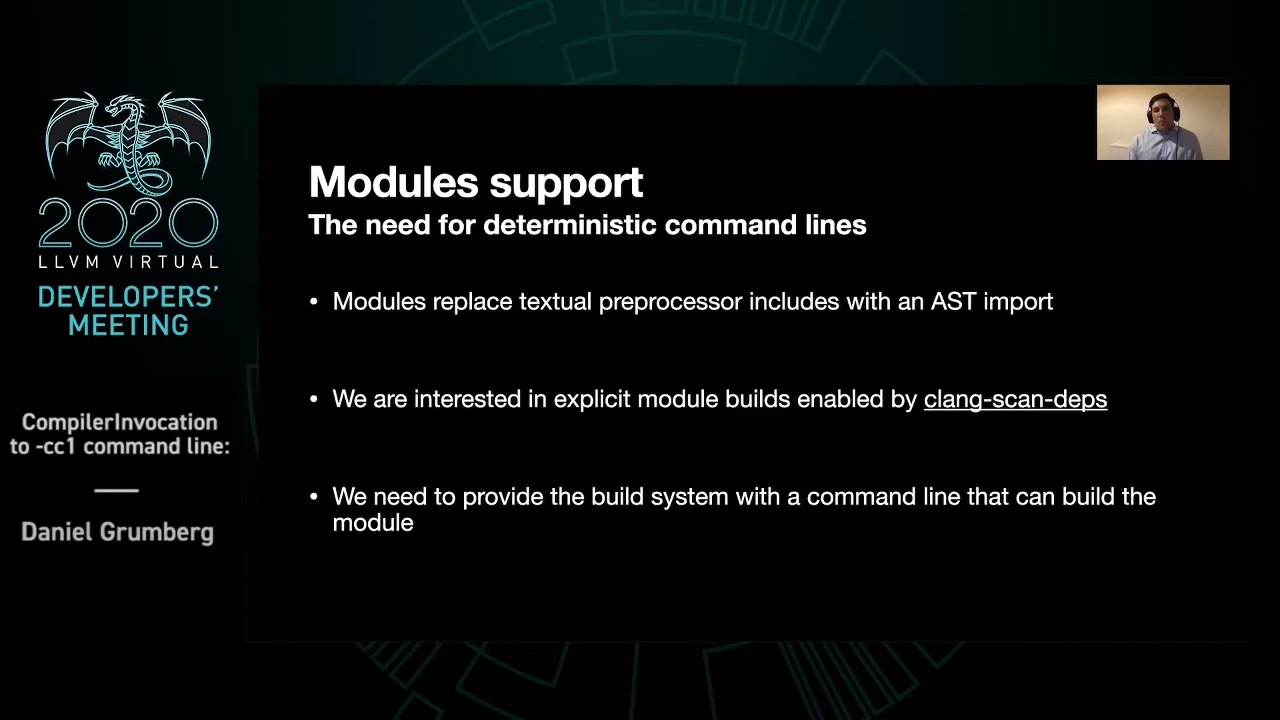 2020
LLVM VIRTUAL
DEVELOPERS'
MEETING
CompilerInvocation
to -cc1 command line:
Daniel Grumberg
Modules support
The need for deterministic command lines
• Modules replace textual preprocessor includes with an AST import
• We are interested in explicit module builds enabled by clang-scan-deps
• We need to provide the build system with a command line that can build the
module